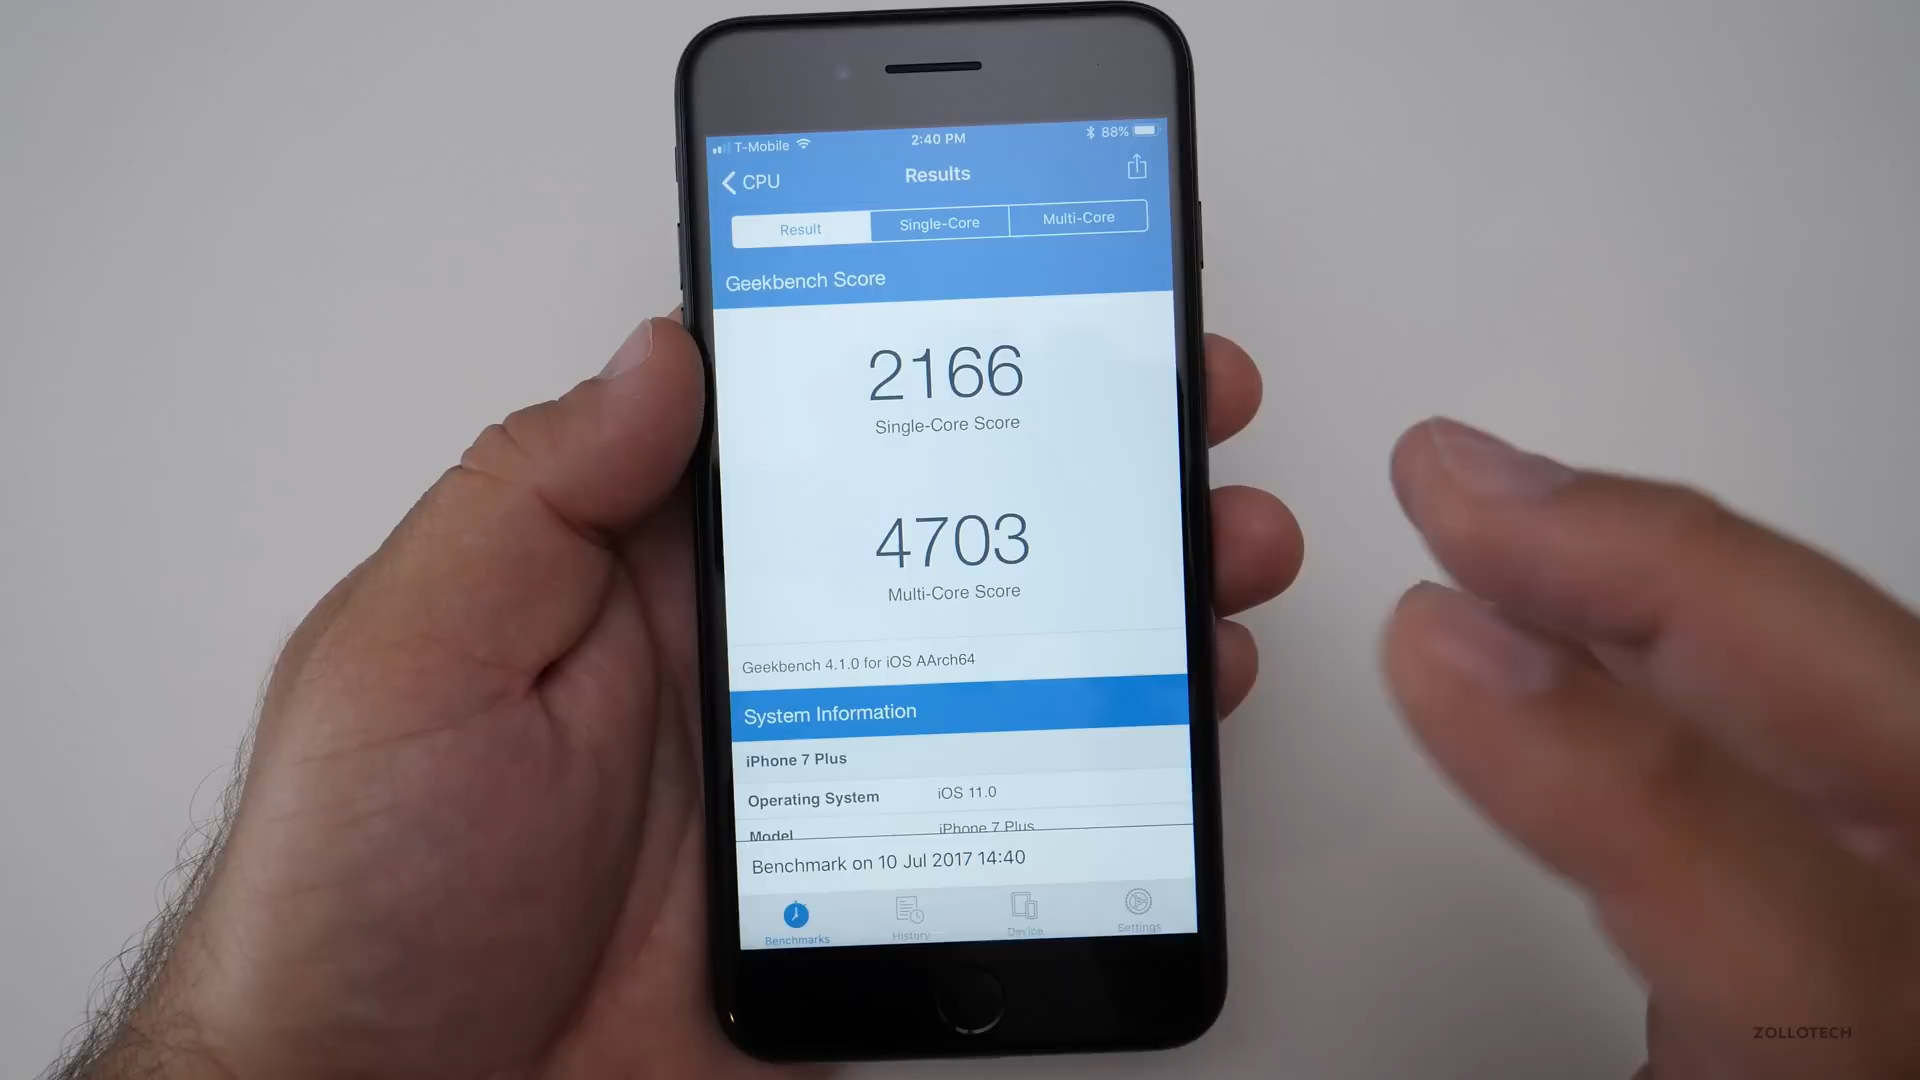 T-Mobile 2:40 PM 88%
CPU Results
Result Single-Core Multi-Core
Geekbench Score
2166
Single-Core Score
4703
Multi-Core Score
Geekbench 4.1.0 for iOS AArch64
System Information
iPhone 7 Plus
Operating System iOS 11.0
Model iPhone 7 Plus
Benchmark on 10 Jul 2017 14:40
Benchmarks History Device Settings
ZOLLOTECH